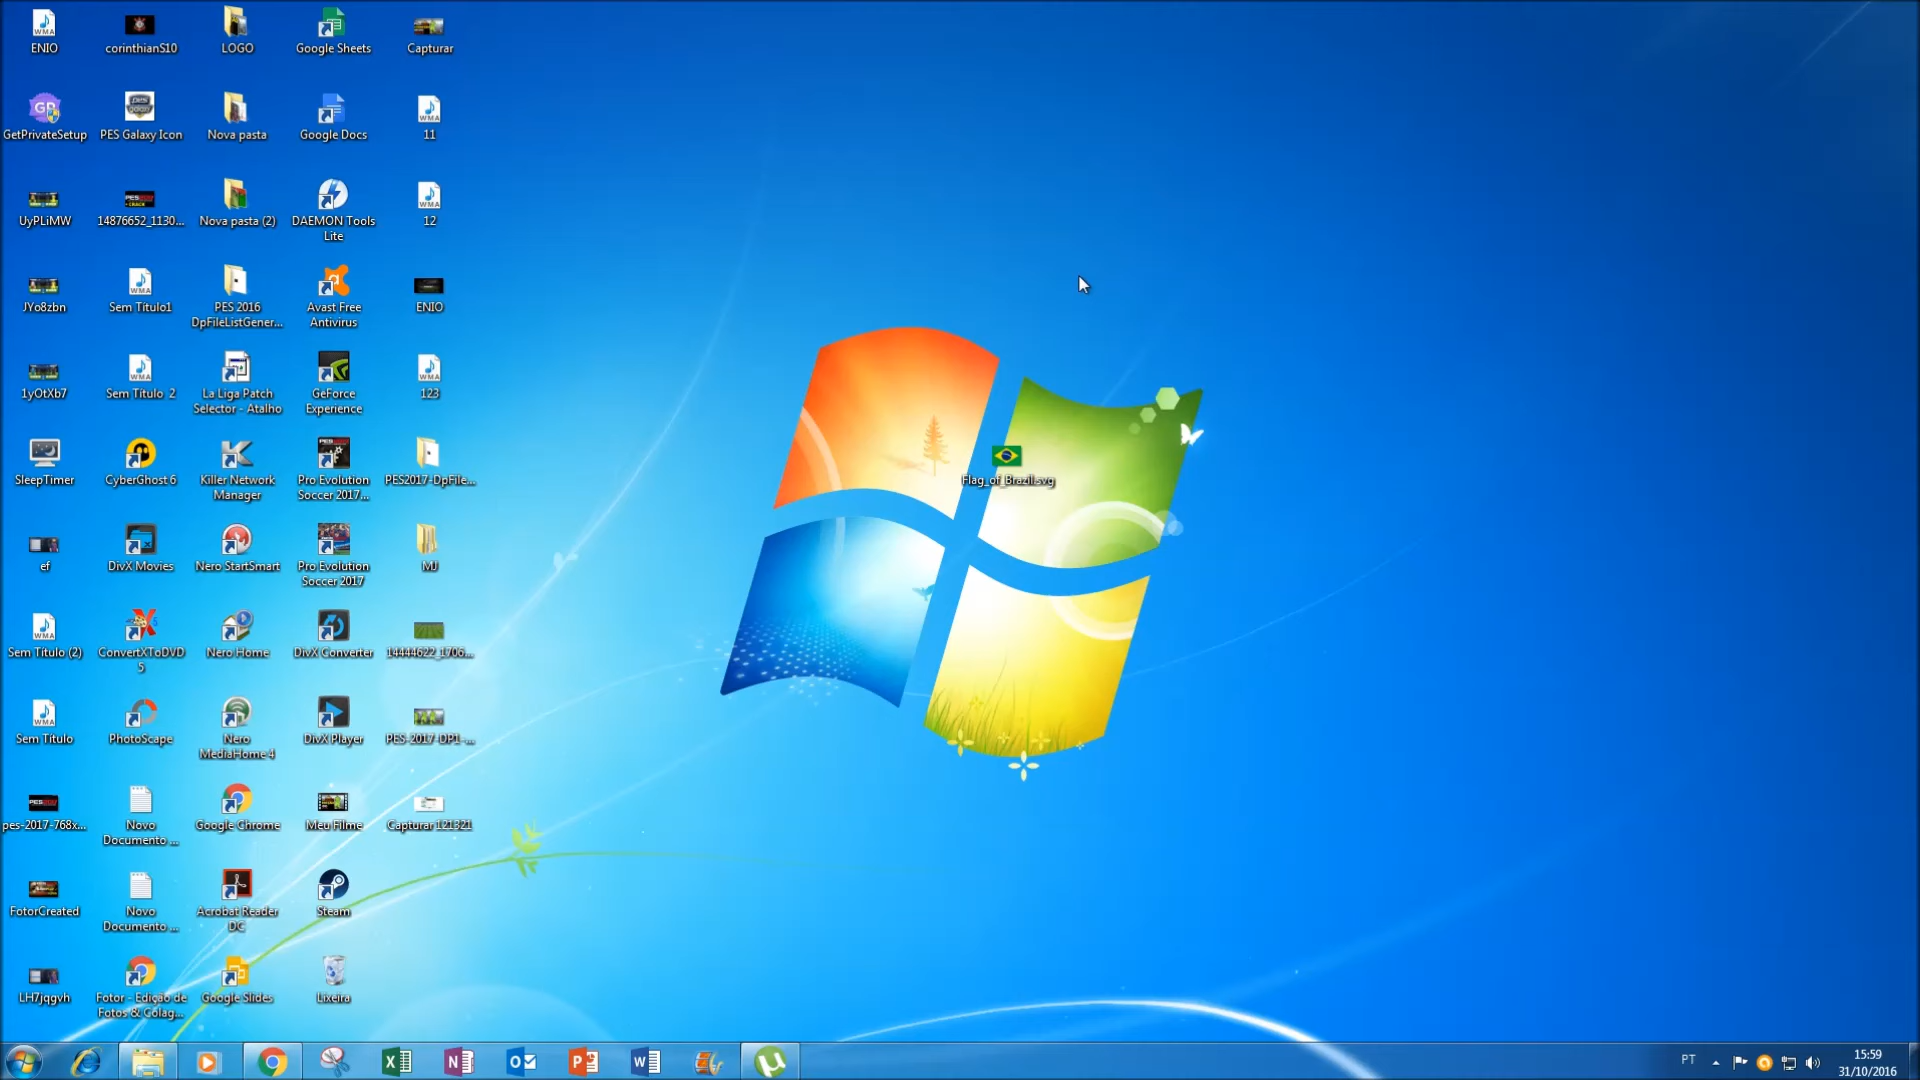 ENIO
corinthianS10
LOGO
Google Sheets
Capturar
GetPrivateSetup
PES Galaxy Icon
Nova pasta
Google Docs
11
UyPLiMW
14876652_1130...
Nova pasta (2)
DAEMON Tools
Lite
12
JYo8zbn
Sem Título1
PES 2016
DpFileListGener...
Avast Free
Antivirus
ENIO
1yOtXb7
Sem Título 2
La Liga Patch
Selector - Atalho
GeForce
Experience
123
SleepTimer
CyberGhost 6
Killer Network
Manager
Pro Evolution
Soccer 2017...
PES2017-DpFile...
Flag_of_Brazil.svg
ef
DivX Movies
Nero StartSmart
Pro Evolution
Soccer 2017
MJ
Sem Título (2)
ConvertXToDVD
5
Nero Home
DivX Converter
14444622_1706...
Sem Título
PhotoScape
Nero
MediaHome 4
DivX Player
PES-2017-DP1-...
pes-2017-768x...
Novo
Documento ...
Google Chrome
Meu Filme
Capturar 121321
FotorCreated
Novo
Documento ...
Acrobat Reader
DC
Steam
LH7jqgvh
Fotor - Edição de
Fotos & Colag...
Google Slides
Lixeira
PT
15:59
31/10/2016